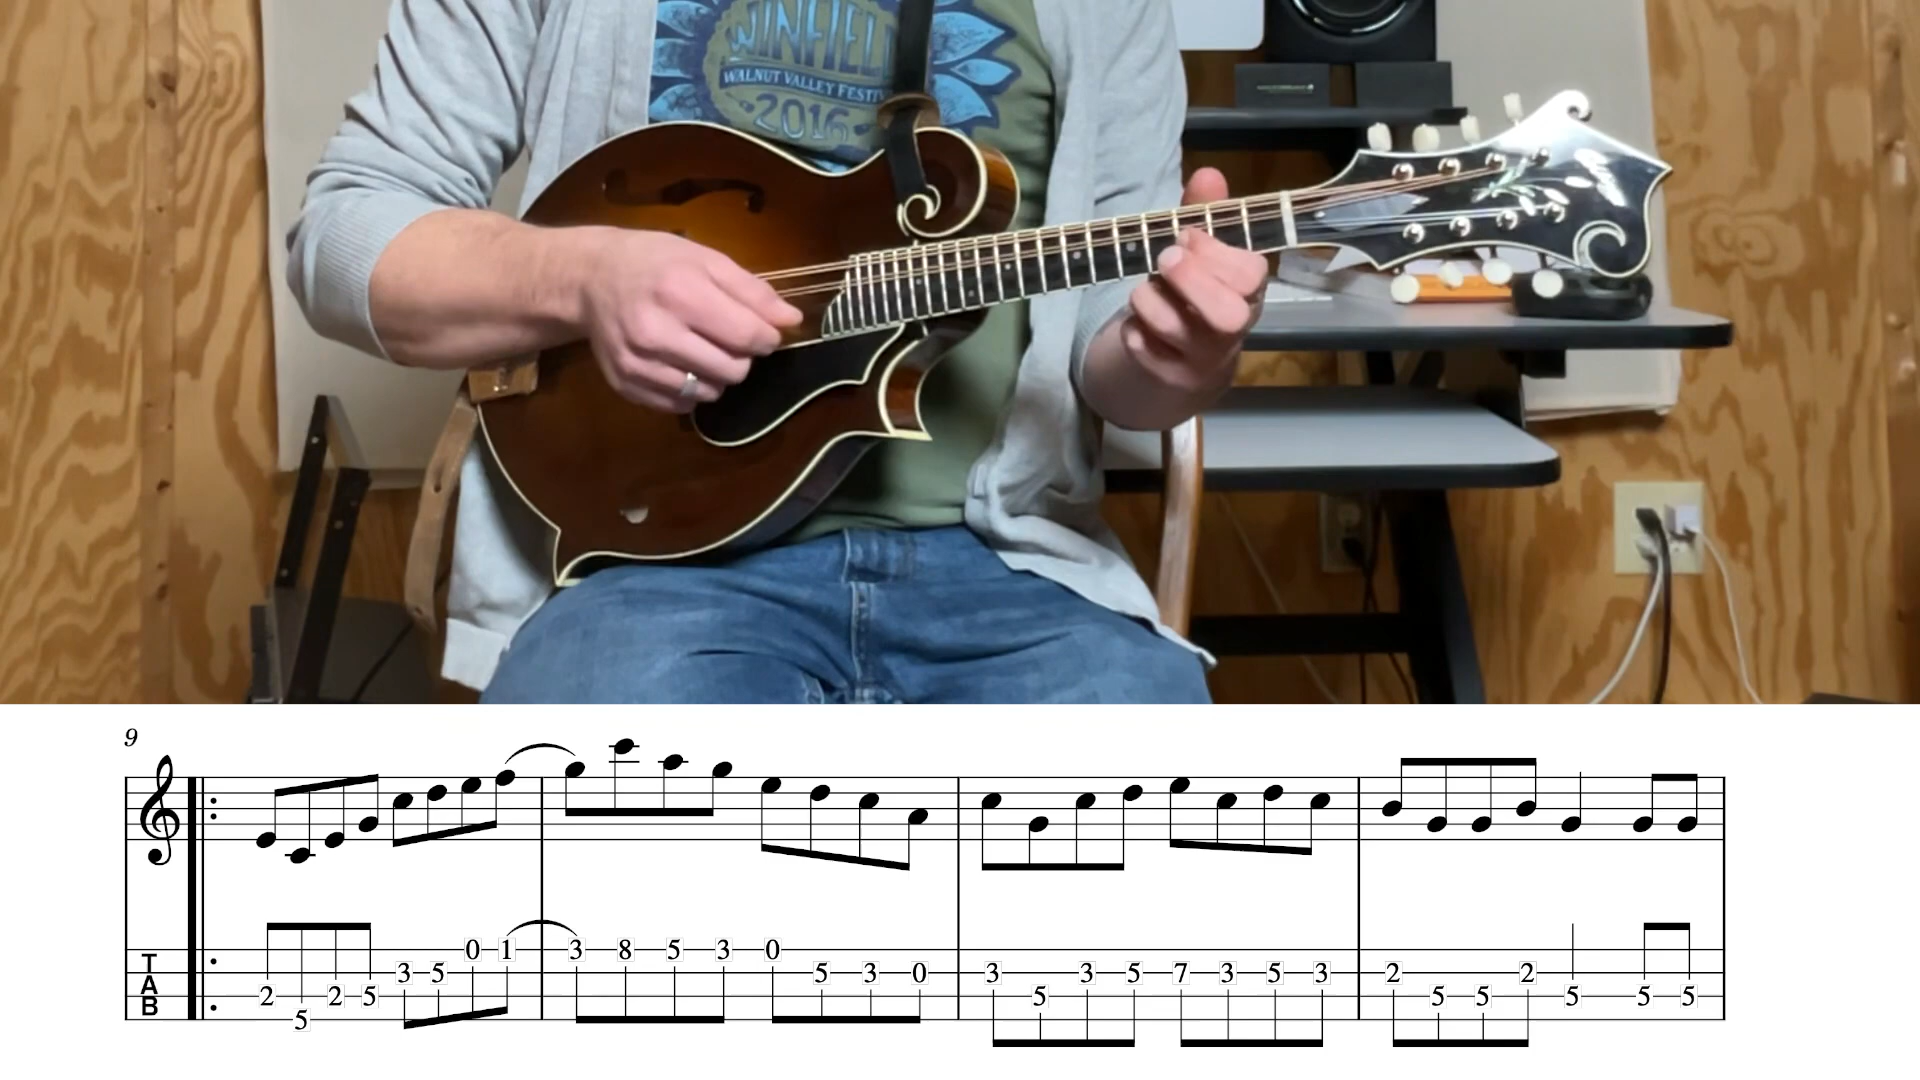 WINFIEL
WALNUT VALLEY FESTIV
2016
9
T
A
B
0 1 3 8 5 3 0
3 5 5 3 0 3 3 5 7 3 5 3 2 2
2 2 5 5 5 5 5 5 5
5